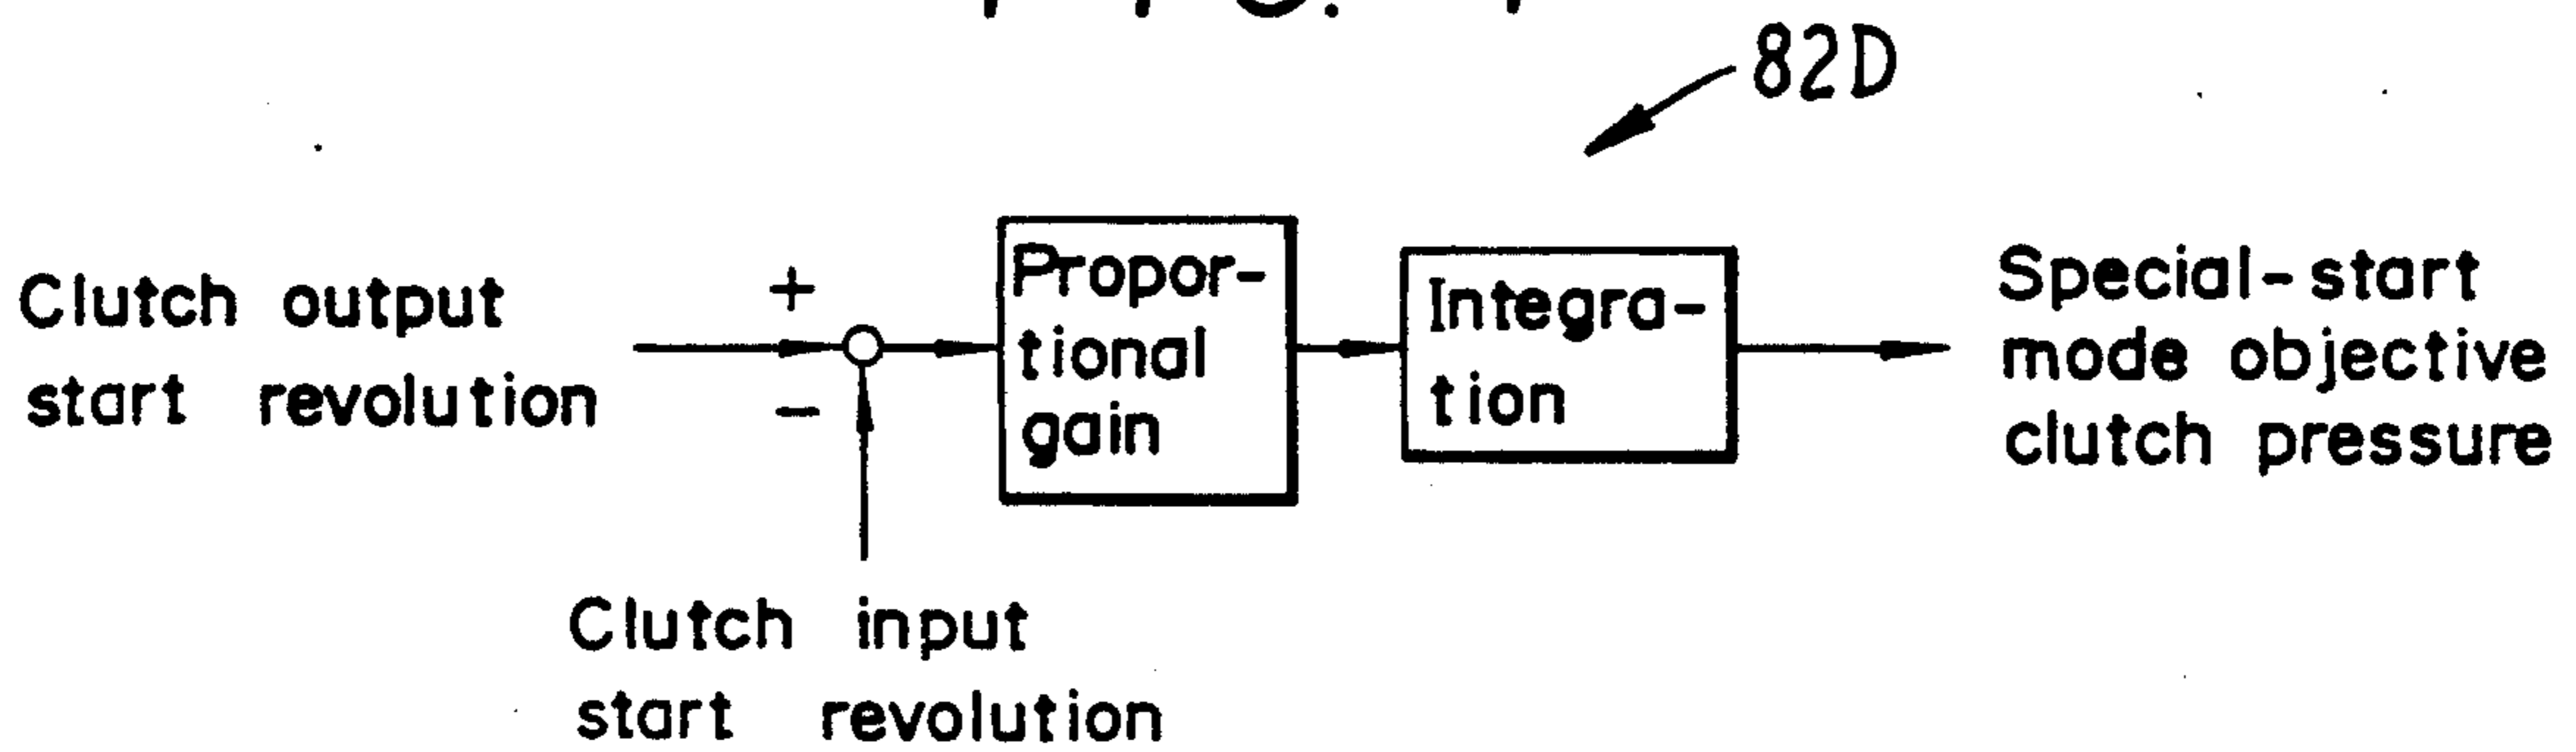 82D
Clutch output
start revolution
+
−
Propor-
tional
gain
Integra-
tion
Special-start
mode objective
clutch pressure
Clutch input
start revolution